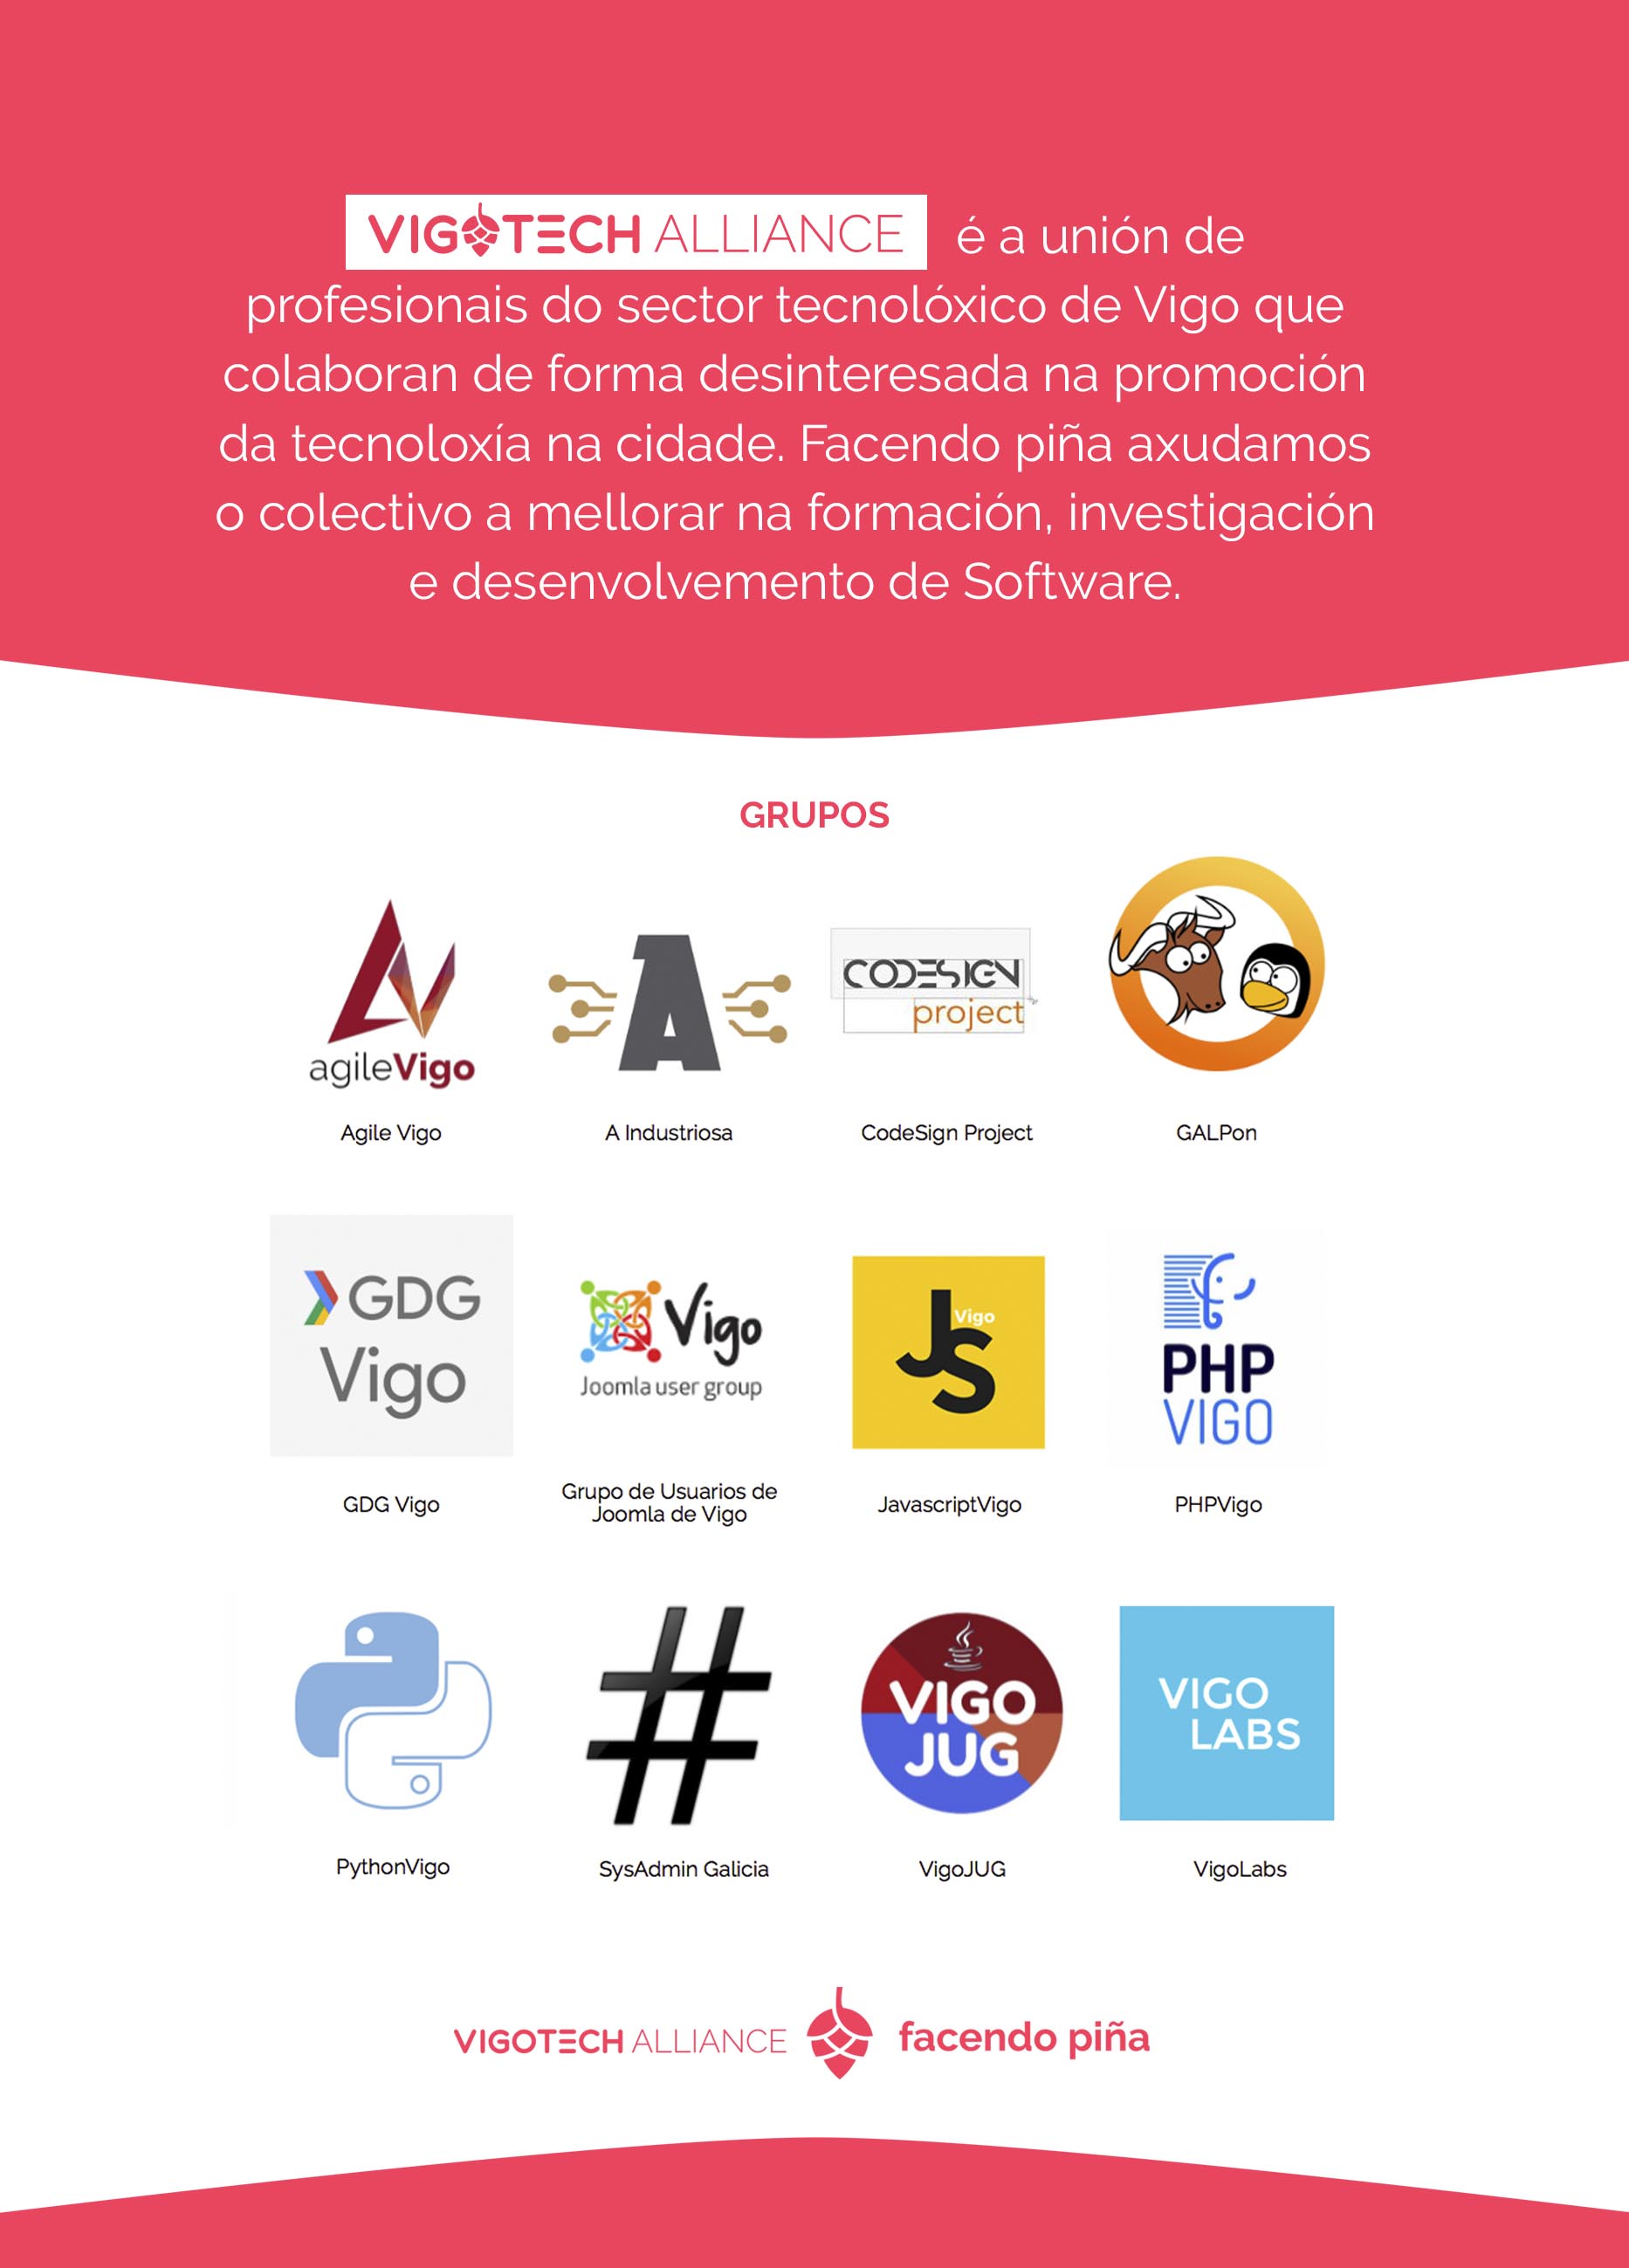 VIGOTECH ALLIANCE é a unión de
profesionais do sector tecnolóxico de Vigo que
colaboran de forma desinteresada na promoción
da tecnoloxía na cidade. Facendo piña axudamos
o colectivo a mellorar na formación, investigación
e desenvolvemento de Software.
GRUPOS
agileVigo
A
CODESIGN
project
Agile Vigo
A Industriosa
CodeSign Project
GALPon
GDG
Vigo
Vigo
Joomla user group
Vigo
JS
PHP
VIGO
GDG Vigo
Grupo de Usuarios de
Joomla de Vigo
JavascriptVigo
PHPVigo
#
VIGO
JUG
VIGO
LABS
PythonVigo
SysAdmin Galicia
VigoJUG
VigoLabs
VIGOTECH ALLIANCE facendo piña